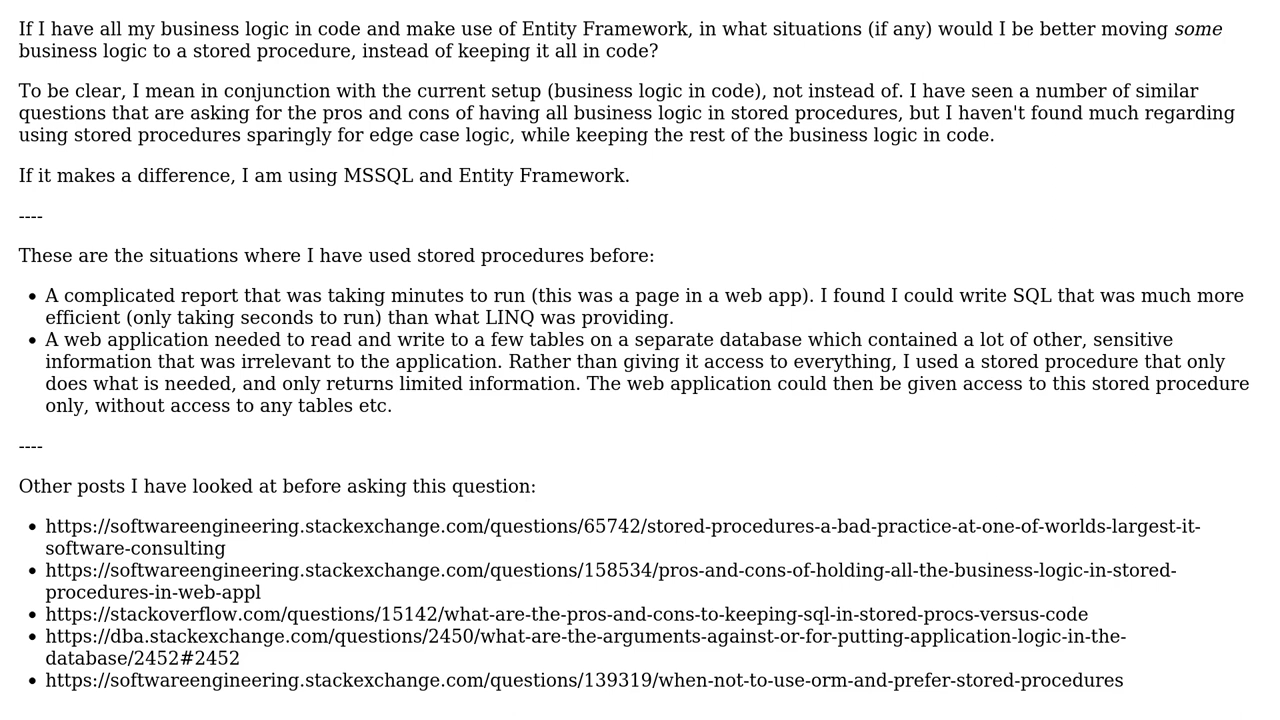 If I have all my business logic in code and make use of Entity Framework, in what situations (if any) would I be better moving some
business logic to a stored procedure, instead of keeping it all in code?
To be clear, I mean in conjunction with the current setup (business logic in code), not instead of. I have seen a number of similar
questions that are asking for the pros and cons of having all business logic in stored procedures, but I haven't found much regarding
using stored procedures sparingly for edge case logic, while keeping the rest of the business logic in code.
If it makes a difference, I am using MSSQL and Entity Framework.
----
These are the situations where I have used stored procedures before:
• A complicated report that was taking minutes to run (this was a page in a web app). I found I could write SQL that was much more
efficient (only taking seconds to run) than what LINQ was providing.
• A web application needed to read and write to a few tables on a separate database which contained a lot of other, sensitive
information that was irrelevant to the application. Rather than giving it access to everything, I used a stored procedure that only
does what is needed, and only returns limited information. The web application could then be given access to this stored procedure
only, without access to any tables etc.
----
Other posts I have looked at before asking this question:
• https://softwareengineering.stackexchange.com/questions/65742/stored-procedures-a-bad-practice-at-one-of-worlds-largest-it-
software-consulting
• https://softwareengineering.stackexchange.com/questions/158534/pros-and-cons-of-holding-all-the-business-logic-in-stored-
procedures-in-web-appl
• https://stackoverflow.com/questions/15142/what-are-the-pros-and-cons-to-keeping-sql-in-stored-procs-versus-code
• https://dba.stackexchange.com/questions/2450/what-are-the-arguments-against-or-for-putting-application-logic-in-the-
database/2452#2452
• https://softwareengineering.stackexchange.com/questions/139319/when-not-to-use-orm-and-prefer-stored-procedures